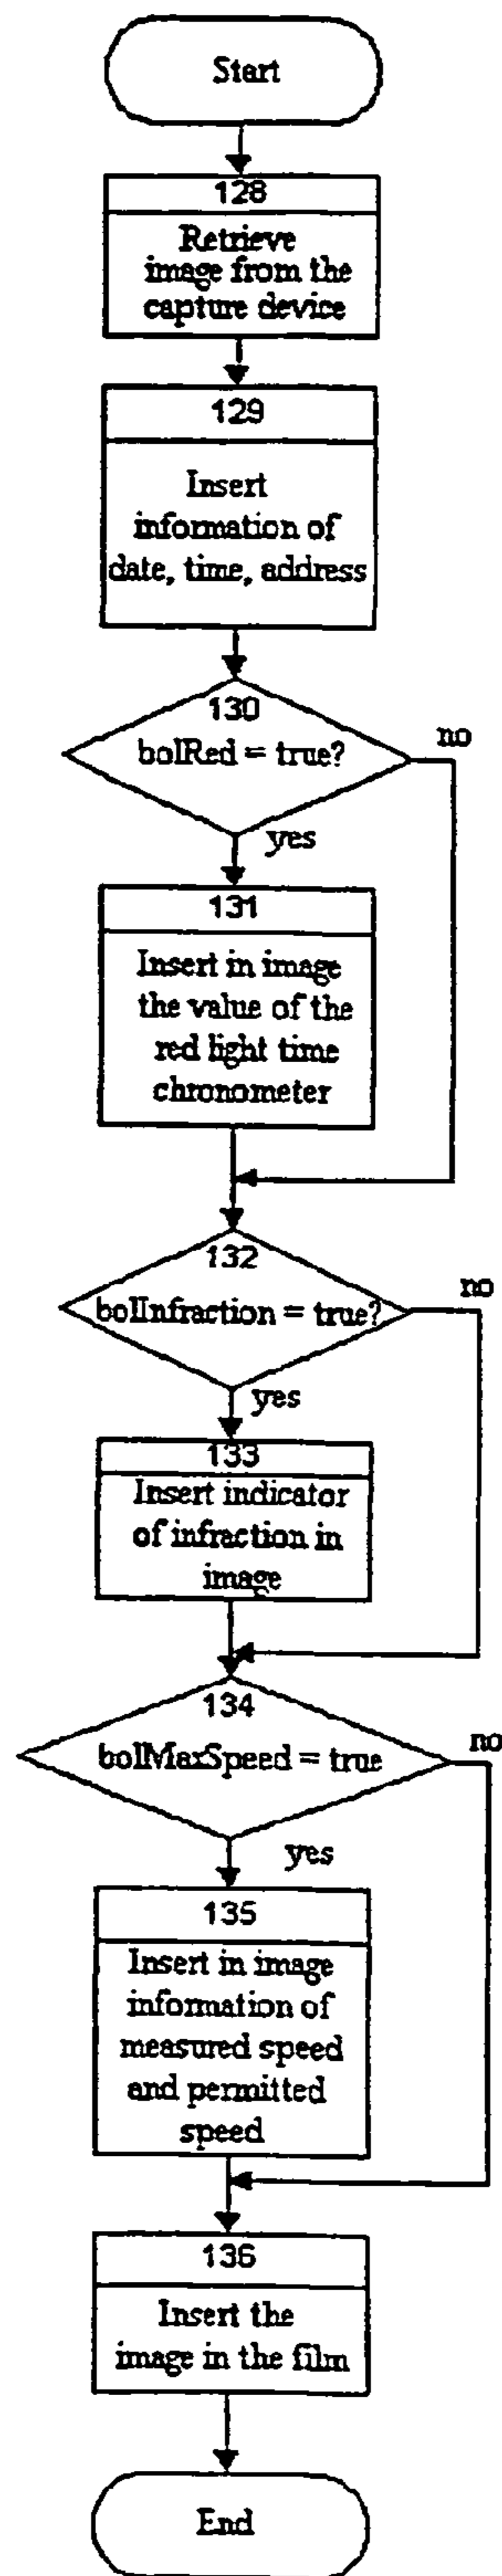 Start
128
Retrieve
image from the
capture device
129
Insert
information of
date, time, address
130
bolRed = true?
no
yes
131
Insert in image
the value of the
red light time
chronometer
132
bolInfraction = true?
no
yes
133
Insert indicator
of infraction in
image
134
bolMaxSpeed = true
no
yes
135
Insert in image
information of
measured speed
and permitted
speed
136
Insert the
image in the film
End